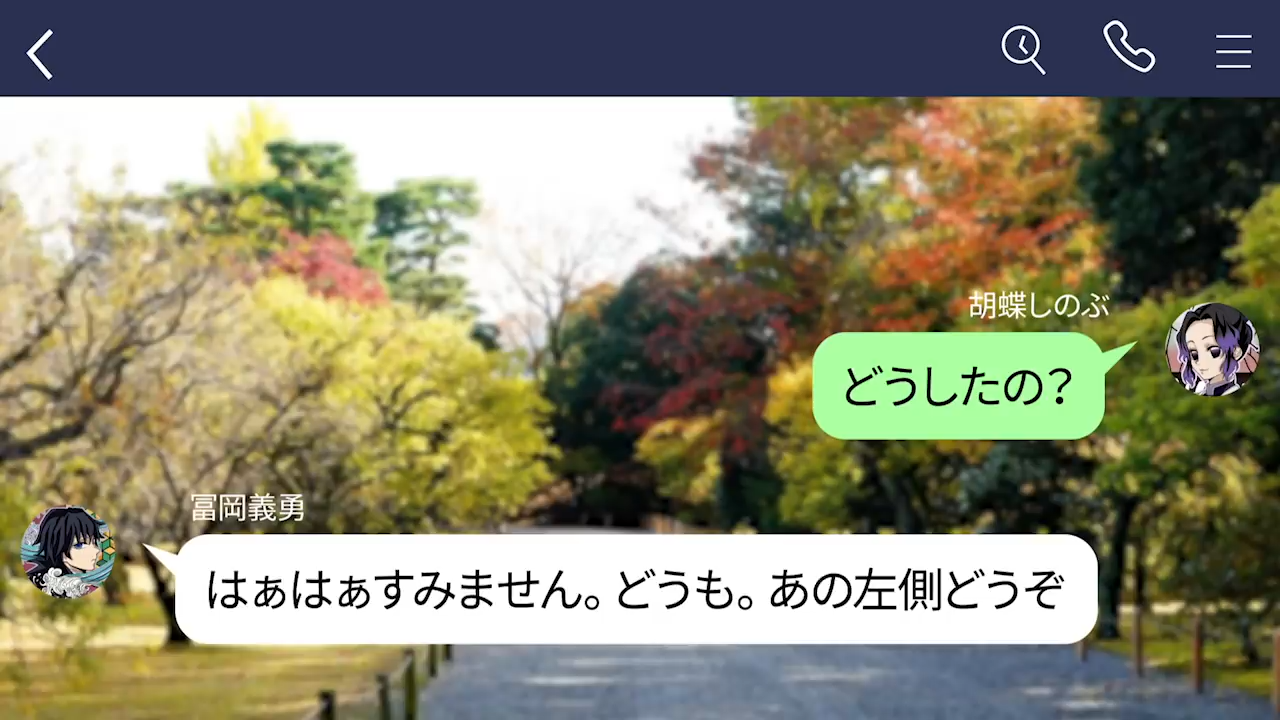 胡蝶しのぶ
どうしたの?
冨岡義勇
はぁはぁすみません。どうも。あの左側どうぞ